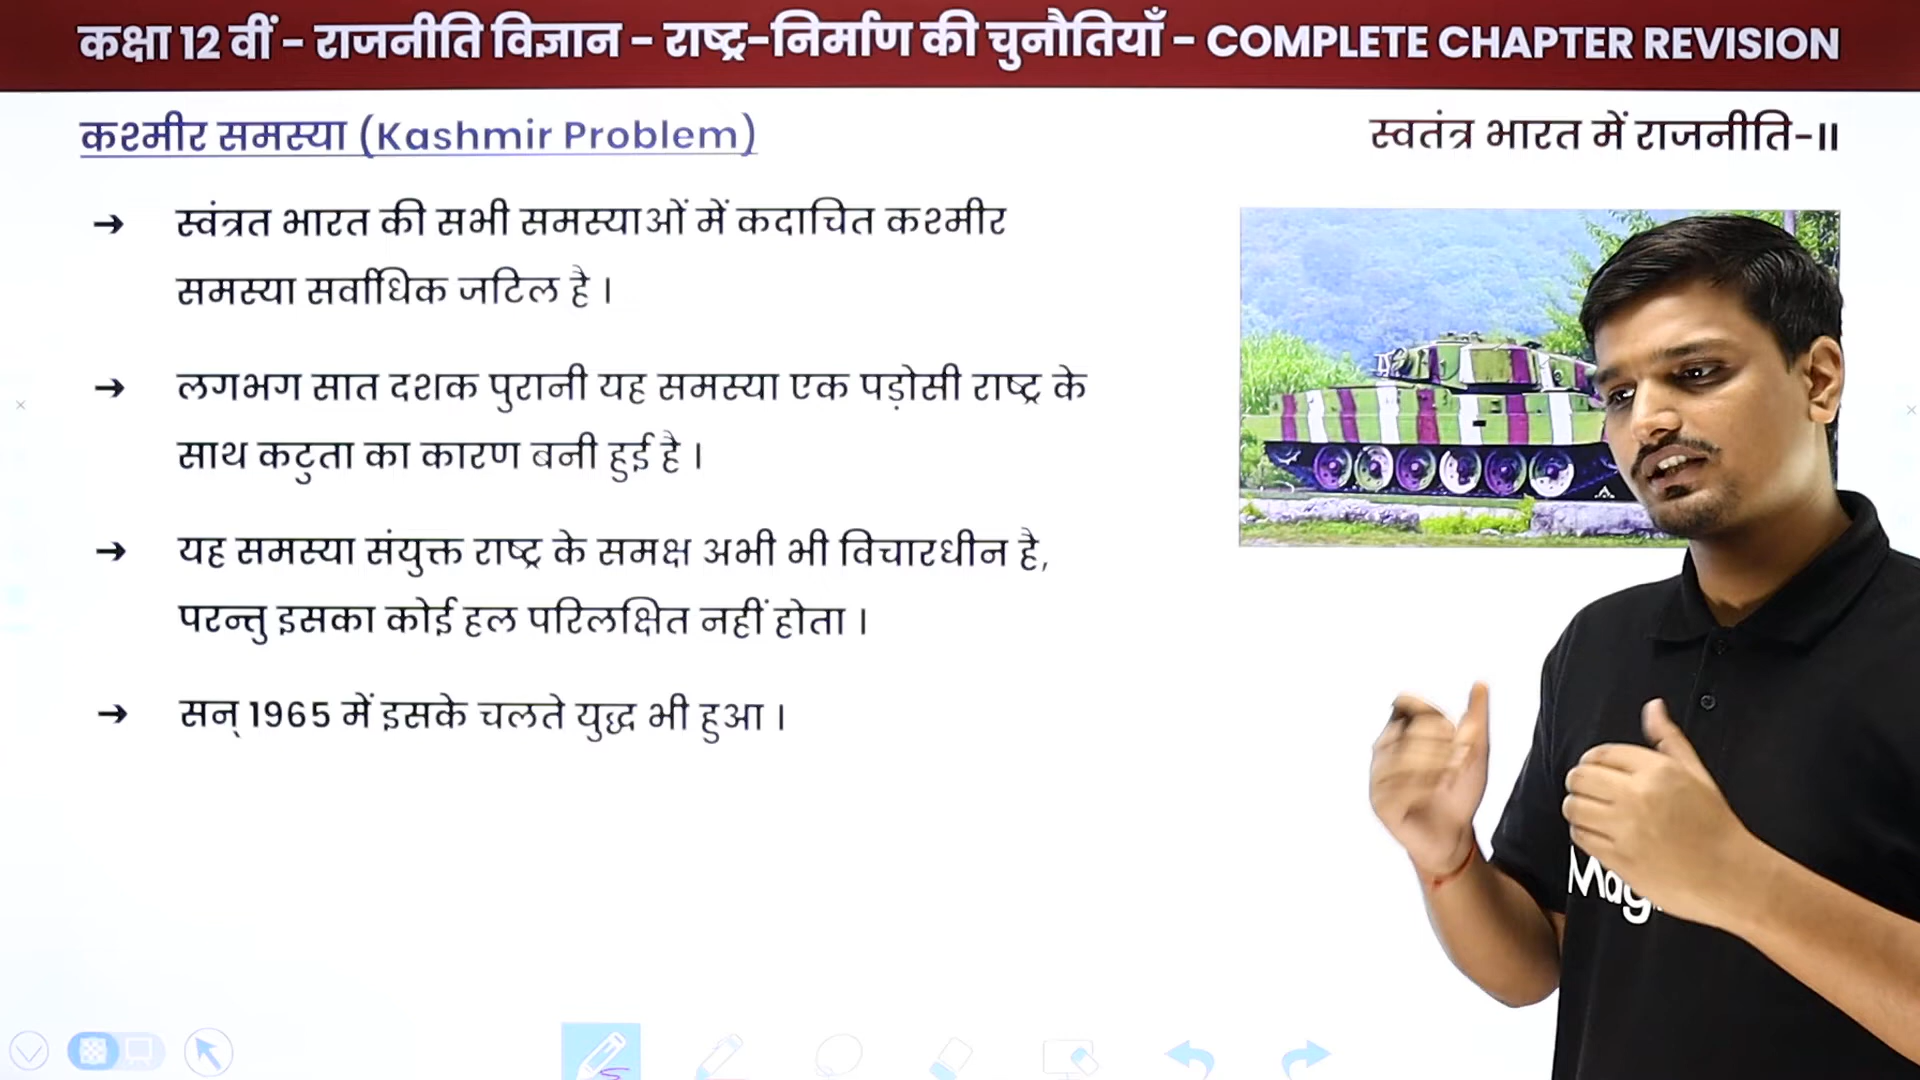 कक्षा 12 वीं - राजनीति विज्ञान - राष्ट्र-निर्माण की चुनौतियाँ - COMPLETE CHAPTER REVISION
कश्मीर समस्या (Kashmir Problem)
स्वतंत्र भारत में राजनीति-II
→ स्वंत्रत भारत की सभी समस्याओं में कदाचित कश्मीर
समस्या सर्वाधिक जटिल है ।
→ लगभग सात दशक पुरानी यह समस्या एक पड़ोसी राष्ट्र के
साथ कटुता का कारण बनी हुई है ।
→ यह समस्या संयुक्त राष्ट्र के समक्ष अभी भी विचारधीन है,
परन्तु इसका कोई हल परिलक्षित नहीं होता ।
→ सन् 1965 में इसके चलते युद्ध भी हुआ ।